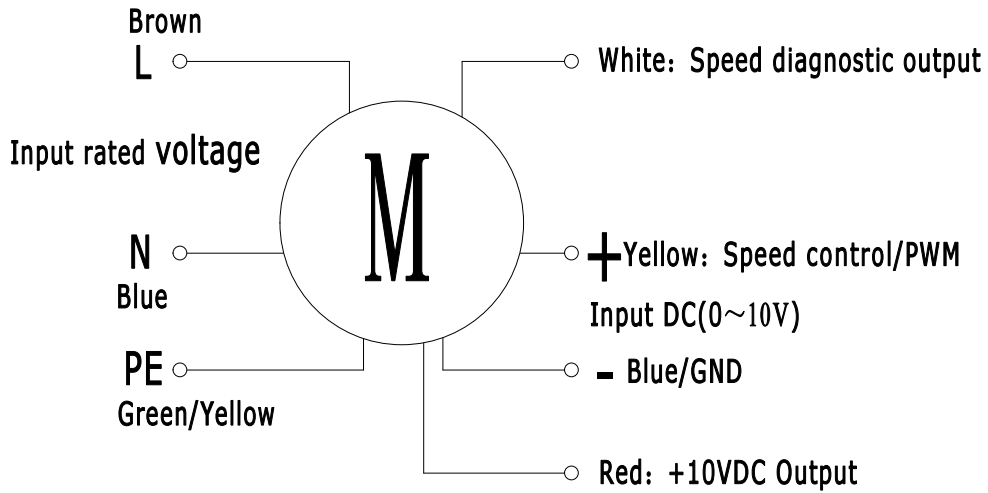 Brown
L
Input rated voltage
N
Blue
PE
Green/Yellow
M
White: Speed diagnostic output
+Yellow: Speed control/PWM
Input DC(0～10V)
- Blue/GND
Red: +10VDC Output